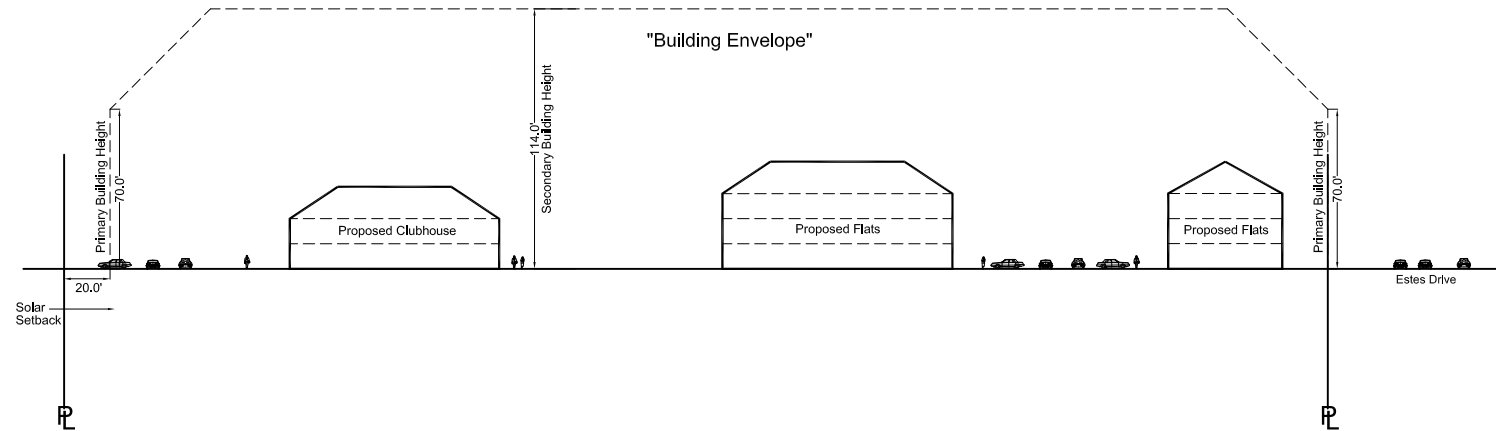 "Building Envelope"
Primary Building Height
70.0'
114.0'
Secondary Building Height
Primary Building Height
70.0'
Proposed Clubhouse
Proposed Flats
Proposed Flats
20.0'
Estes Drive
Solar
Setback
PL
PL